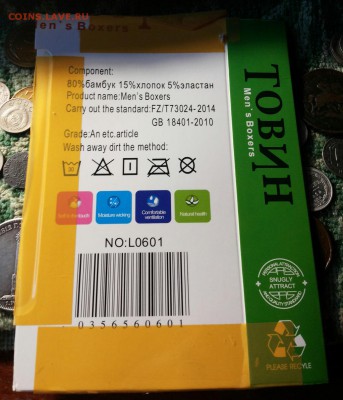 COINS.LAVE.RU
Men's Boxers
Component:
80%бамбук 15%хлопок 5%эластан
Product name:Men's Boxers
Carry out the standard:FZ/T73024-2014
GB 18401-2010
Grade:An etc.article
Wash away dirt the method:
30
Moisture wicking
Comfortable
ventilation
Natural health
NO:L0601
0356560601
ТОВИН
Men's Boxers
SNUGLY
ATTRACT
PLEASE RECYLE